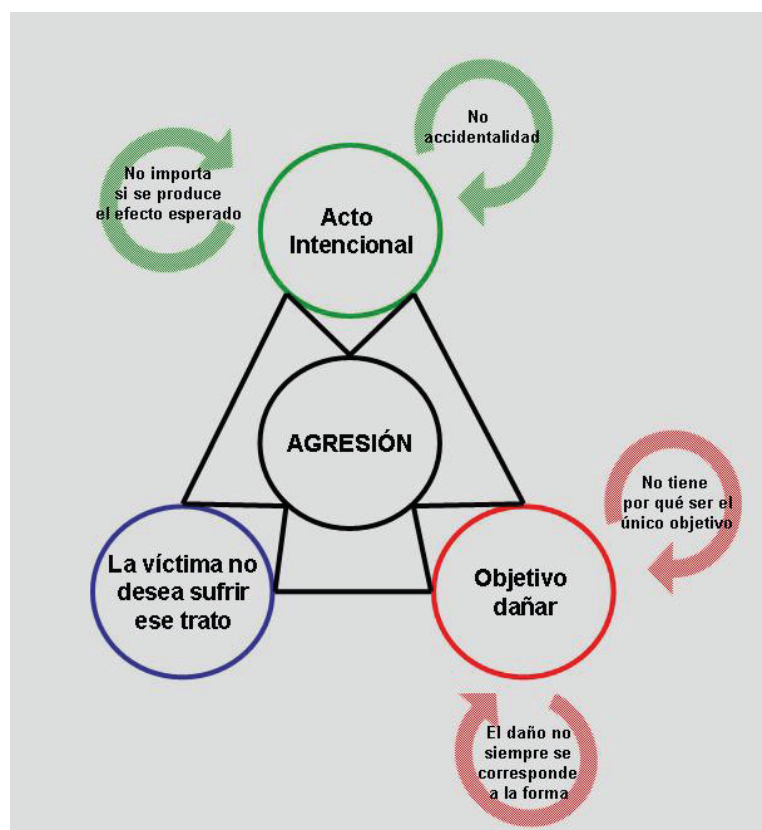 No
accidentalidad
No importa
si se produce
el efecto esperado
Acto
Intencional
AGRESIÓN
No tiene
por qué ser el
único objetivo
La víctima no
desea sufrir
ese trato
Objetivo
dañar
El daño no
siempre se
corresponde
a la forma